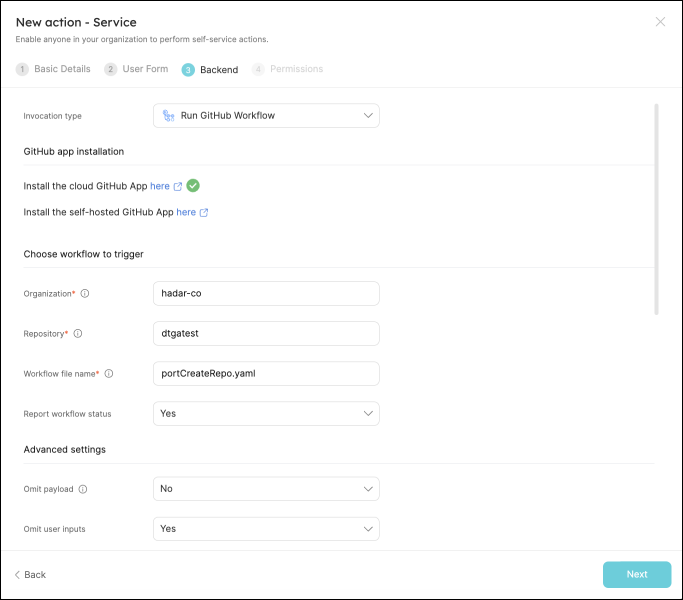 New action - Service
Enable anyone in your organization to perform self-service actions.
1 Basic Details 2 User Form 3 Backend 4 Permissions
Invocation type Run GitHub Workflow
GitHub app installation
Install the cloud GitHub App here
Install the self-hosted GitHub App here
Choose workflow to trigger
Organization* hadar-co
Repository* dtgatest
Workflow file name* portCreateRepo.yaml
Report workflow status Yes
Advanced settings
Omit payload No
Omit user inputs Yes
Back Next